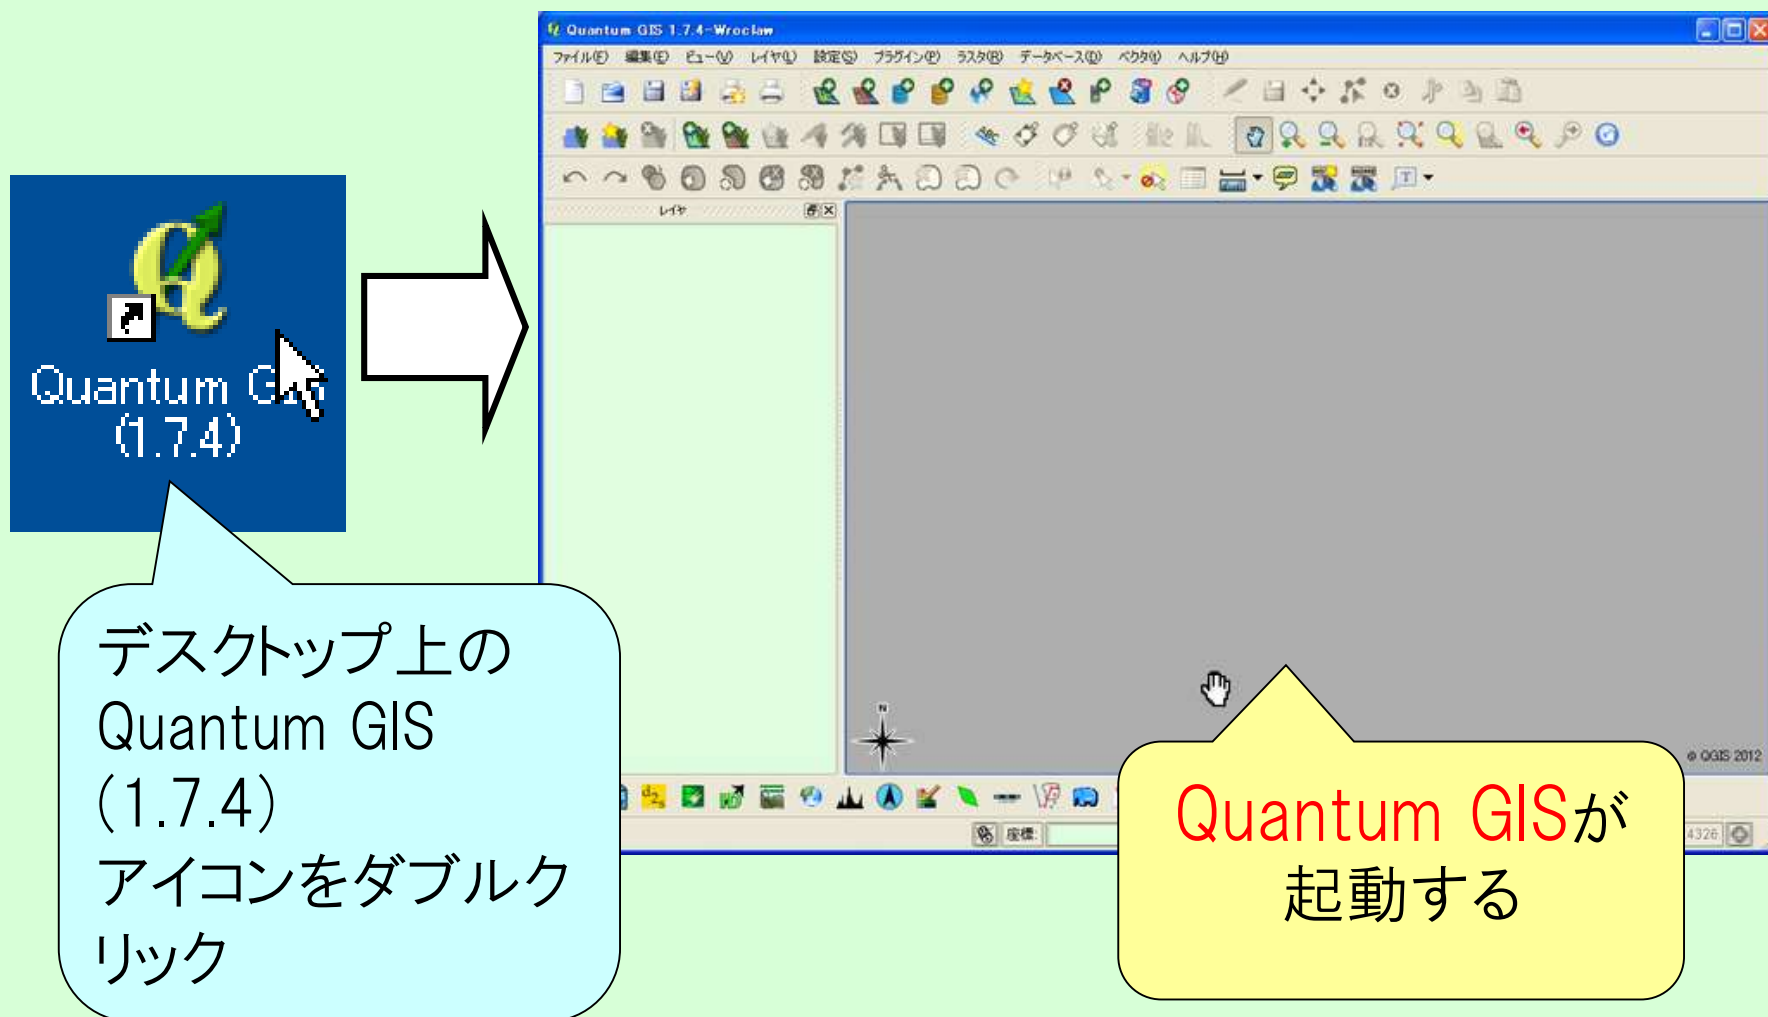 Quantum GIS 1.7.4-Wroclaw
ファイル(F) 編集(E) ビュー(V) レイヤ(L) 設定(S) プラグイン(P) ラスタ(R) データベース(D) ベクタ(t) ヘルプ(H)
レイヤ
Quantum GIS
(1.7.4)
デスクトップ上の
Quantum GIS
(1.7.4)
アイコンをダブルク
リック
N
© QGIS 2012
Quantum GISが
起動する
座標:
4326